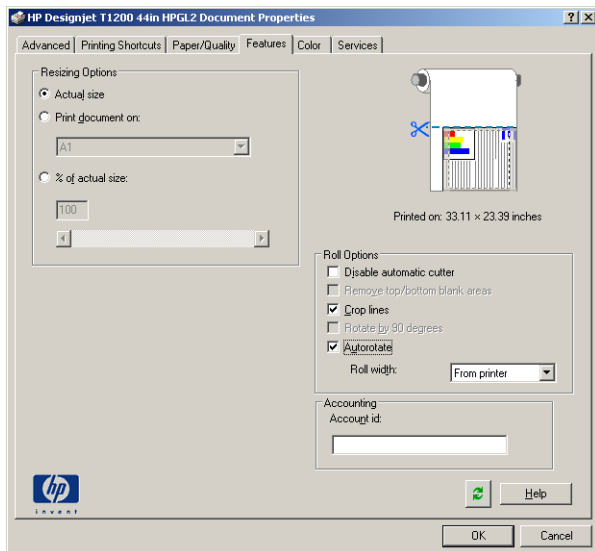 HP Designjet T1200 44in HPGL2 Document Properties
Advanced
Printing Shortcuts
Paper/Quality
Features
Color
Services
Resizing Options
Actual size
Print document on:
A1
% of actual size:
100
Printed on: 33.11 × 23.39 inches
Roll Options
Disable automatic cutter
Remove top/bottom blank areas
Crop lines
Rotate by 90 degrees
Autorotate
Roll width:
From printer
Accounting
Account id:
hp
invent
Help
OK
Cancel